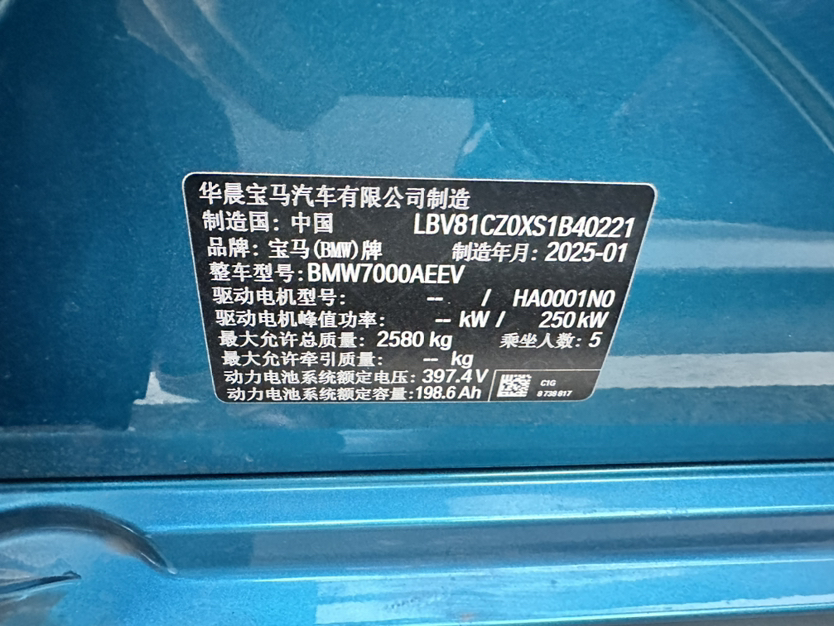 华晨宝马汽车有限公司制造
制造国: 中国 LBV81CZ0XS1B40221
品牌: 宝马(BMW)牌 制造年月: 2025-01
整车型号: BMW7000AEEV
驱动电机型号: -- / HA0001N0
驱动电机峰值功率: -- kW / 250 kW
最大允许总质量: 2580 kg 乘坐人数: 5
最大允许牵引质量: -- kg
动力电池系统额定电压: 397.4 V
动力电池系统额定容量: 198.6 Ah
C1G
8 738 817